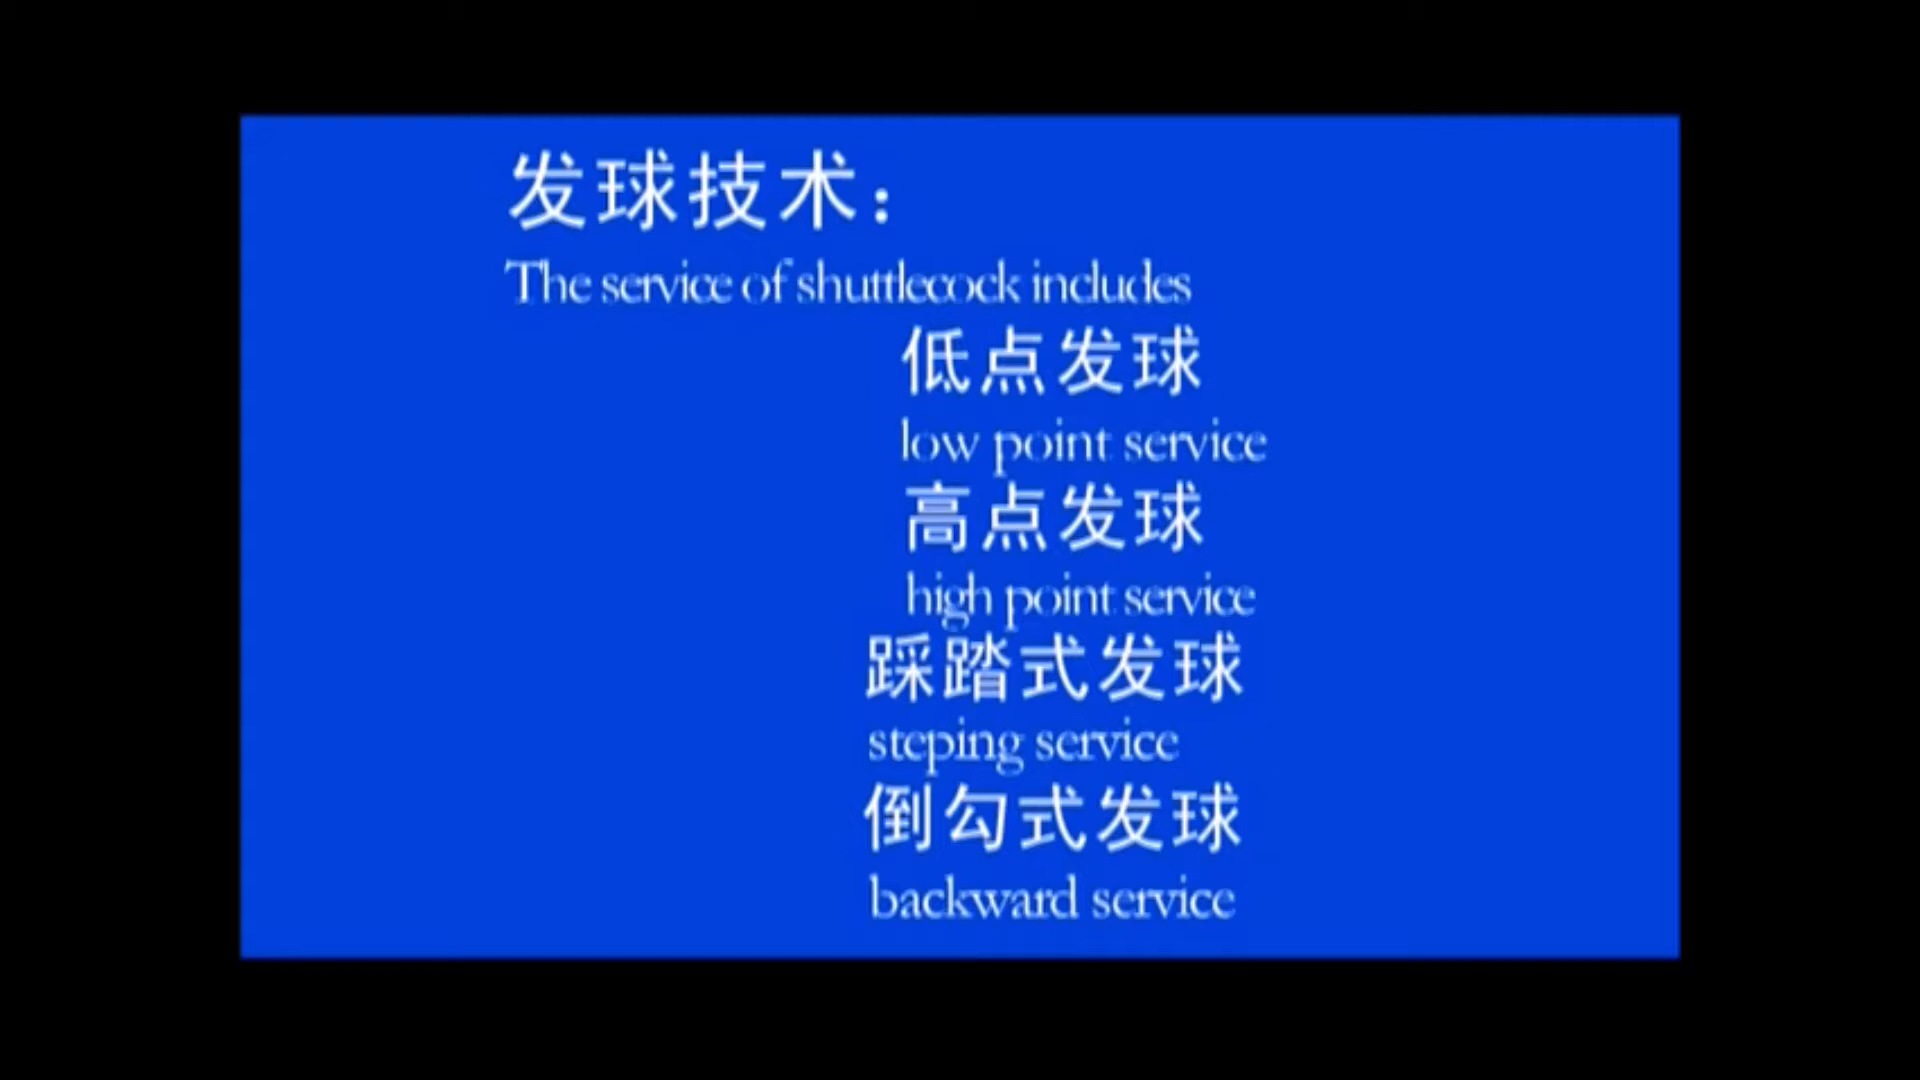 发球技术：
The service of shuttlecock includes
低点发球
low point service
高点发球
high point service
踩踏式发球
steping service
倒勾式发球
backward service